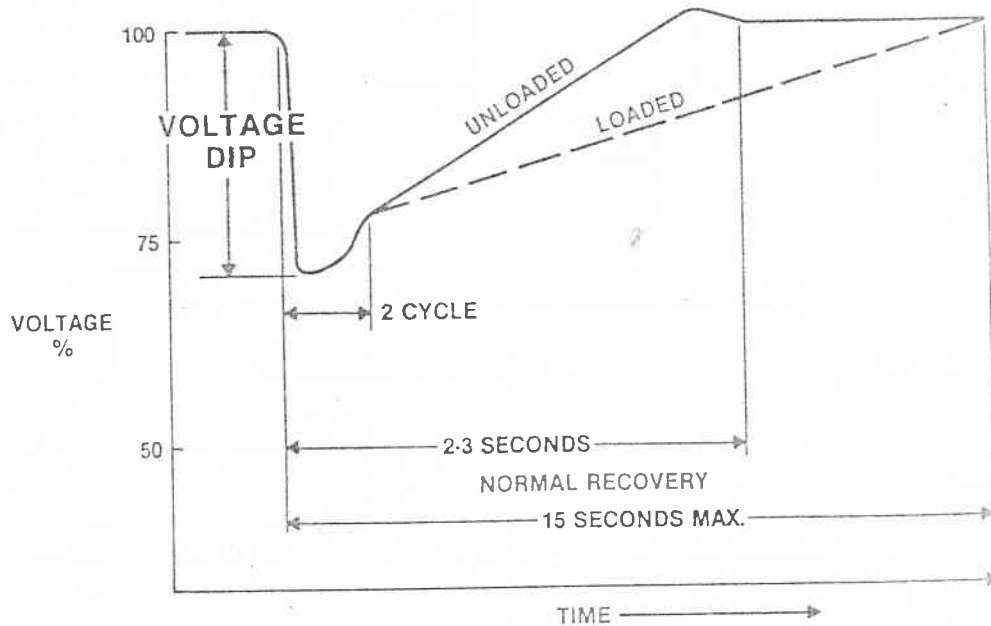 100
VOLTAGE
DIP
UNLOADED
LOADED
75
2 CYCLE
VOLTAGE
%
50
2·3 SECONDS
NORMAL RECOVERY
15 SECONDS MAX.
TIME